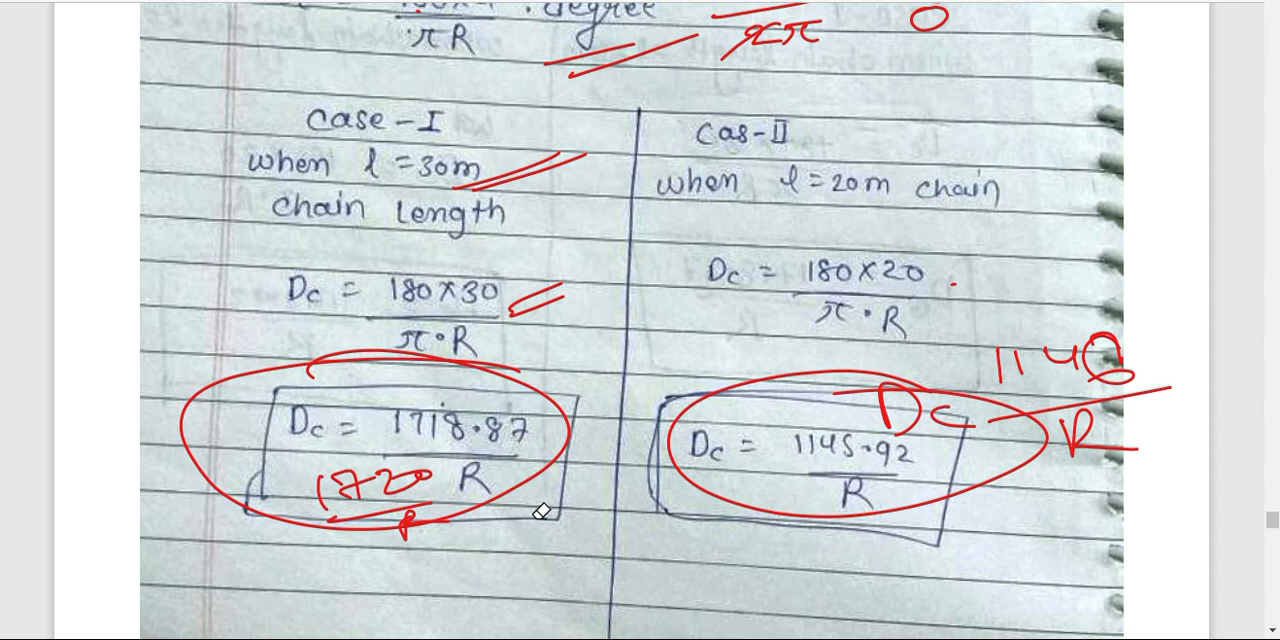 degree
πR
Case-I
when l=30m
chain length
Dc = 180×30
π·R
Dc = 1718.87
R
1720
R
Cas-II
when l=20m chain
Dc = 180×20
π·R
Dc = 1145.92
R
Dc
R